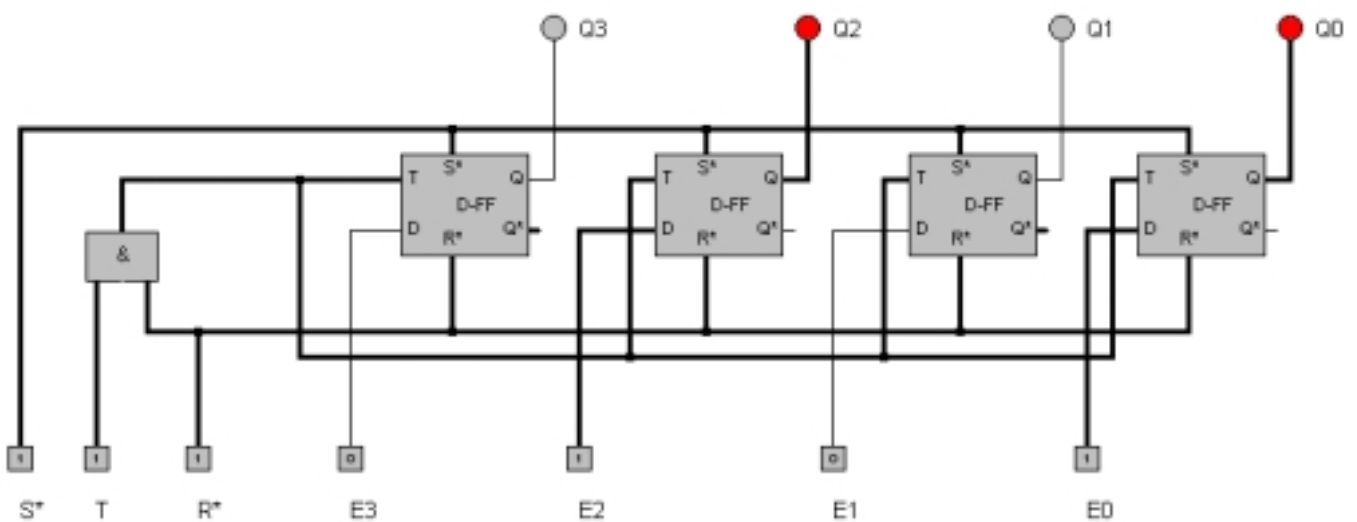 Q3 Q2 Q1 Q0
S* S* S* S*
T Q T Q T Q T Q
D-FF D-FF D-FF D-FF
D Q* D Q* D Q* D Q*
R* R* R* R*
&
1 1 1 0 1 0 1
S* T R* E3 E2 E1 E0